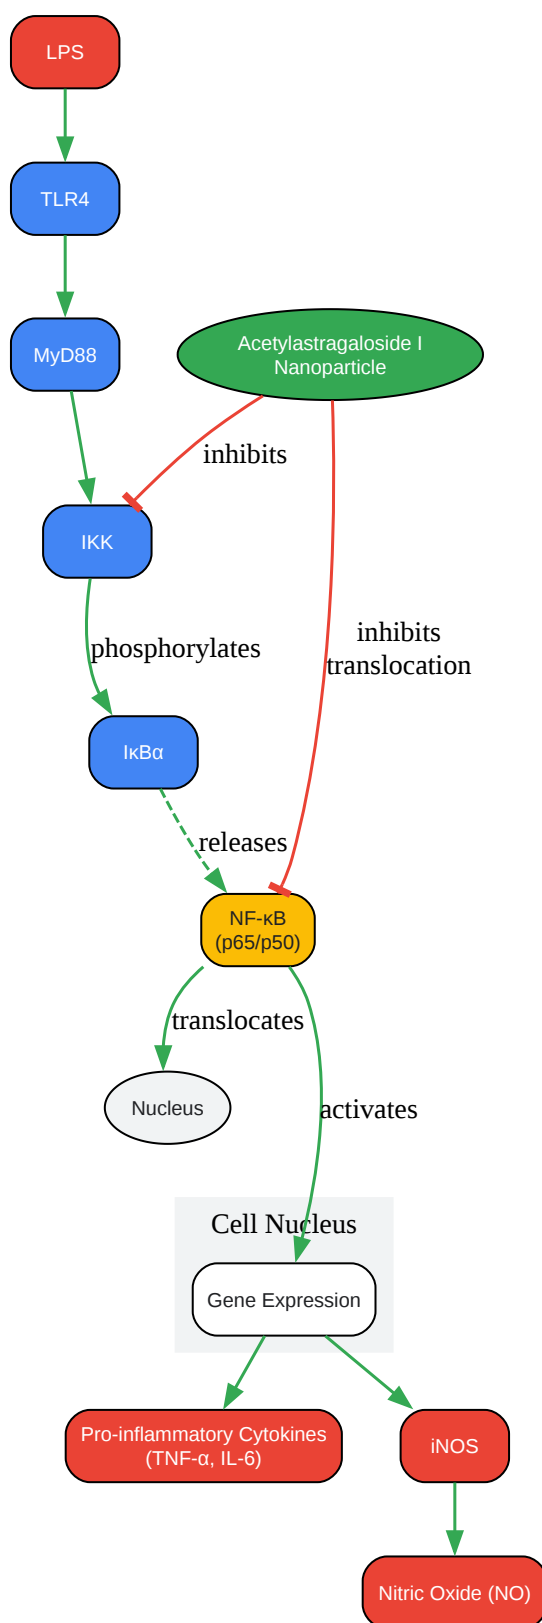 LPS
TLR4
MyD88
Acetylastragaloside I
Nanoparticle
inhibits
IKK
inhibits
translocation
phosphorylates
IκBα
releases
NF-κB
(p65/p50)
translocates
Nucleus
activates
Cell Nucleus
Gene Expression
Pro-inflammatory Cytokines
(TNF-α, IL-6)
iNOS
Nitric Oxide (NO)